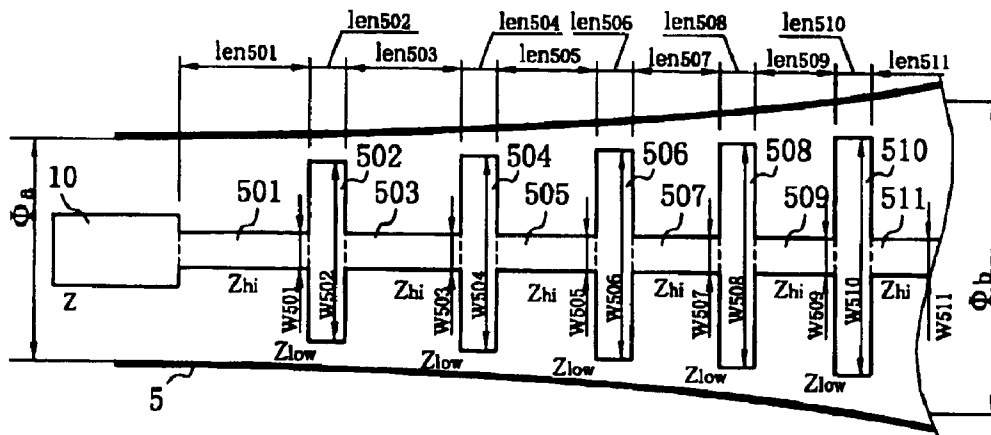 len502 len504 len506 len508 len510
len501 len503 len505 len507 len509 len511
Φa
10
501 502 503 504 505 506 507 508 509 510 511
Z Zhi Zhi Zhi Zhi Zhi Zhi
W501 W502 W503 W504 W505 W506 W507 W508 W509 W510 W511
Φb
Zlow Zlow Zlow Zlow Zlow
5